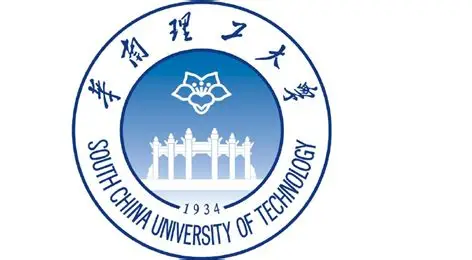 华南理工大学
1934
SOUTH CHINA UNIVERSITY OF TECHNOLOGY